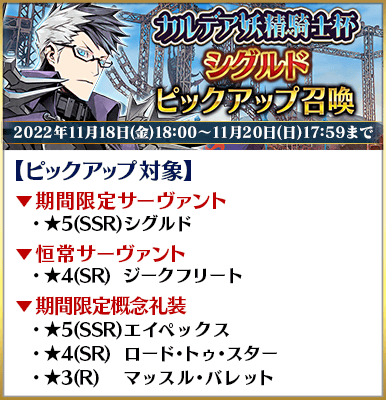 カルデア妖精騎士杯
シグルド
ピックアップ召喚
2022年11月18日(金)18:00～11月20日(日)17:59まで
【ピックアップ対象】
▼期間限定サーヴァント
・★5(SSR)シグルド
▼恒常サーヴァント
・★4(SR) ジークフリート
▼期間限定概念礼装
・★5(SSR)エイペックス
・★4(SR) ロード・トゥ・スター
・★3(R) マッスル・バレット